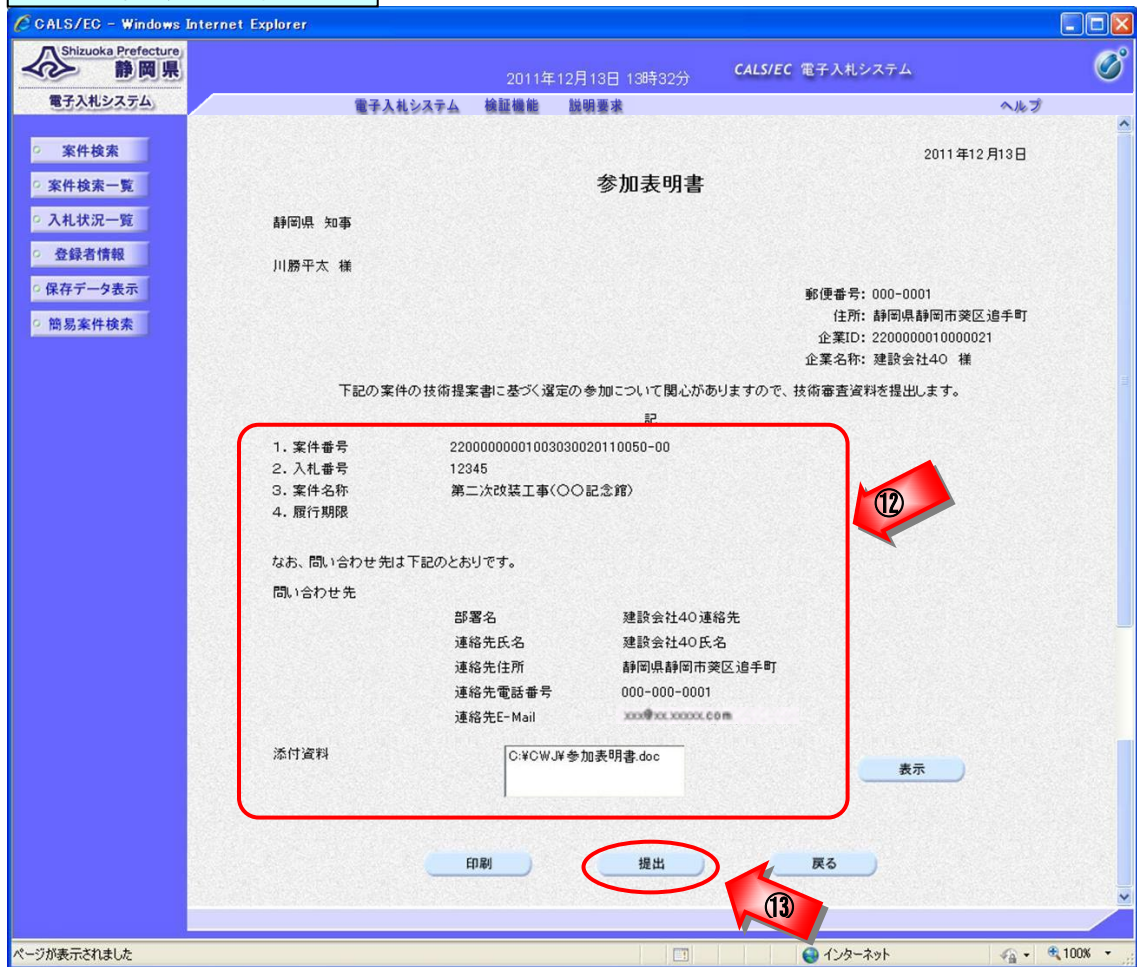 CALS/EC - Windows Internet Explorer
Shizuoka Prefecture
静岡県
電子入札システム
2011年12月13日 13時32分
CALS/EC 電子入札システム
電子入札システム 検証機能 説明要求 ヘルプ
案件検索
案件検索一覧
入札状況一覧
登録者情報
保存データ表示
簡易案件検索
2011年12月13日
参加表明書
静岡県 知事
川勝平太 様
郵便番号: 000-0001
住所: 静岡県静岡市葵区追手町
企業ID: 2200000010000021
企業名称: 建設会社40 様
下記の案件の技術提案書に基づく選定の参加について関心がありますので、技術審査資料を提出します。
記
1. 案件番号 2200000000100303002011​0050-00
2. 入札番号 12345
3. 案件名称 第二次改装工事(〇〇記念館)
4. 履行期限
なお、問い合わせ先は下記のとおりです。
問い合わせ先
部署名 建設会社40連絡先
連絡先氏名 建設会社40氏名
連絡先住所 静岡県静岡市葵区追手町
連絡先電話番号 000-000-0001
連絡先E-Mail xxx@xx.xxxxx.com
添付資料 C:¥CWJ¥参加表明書.doc
表示
印刷 提出 戻る
⑫
⑬
ページが表示されました インターネット 100%